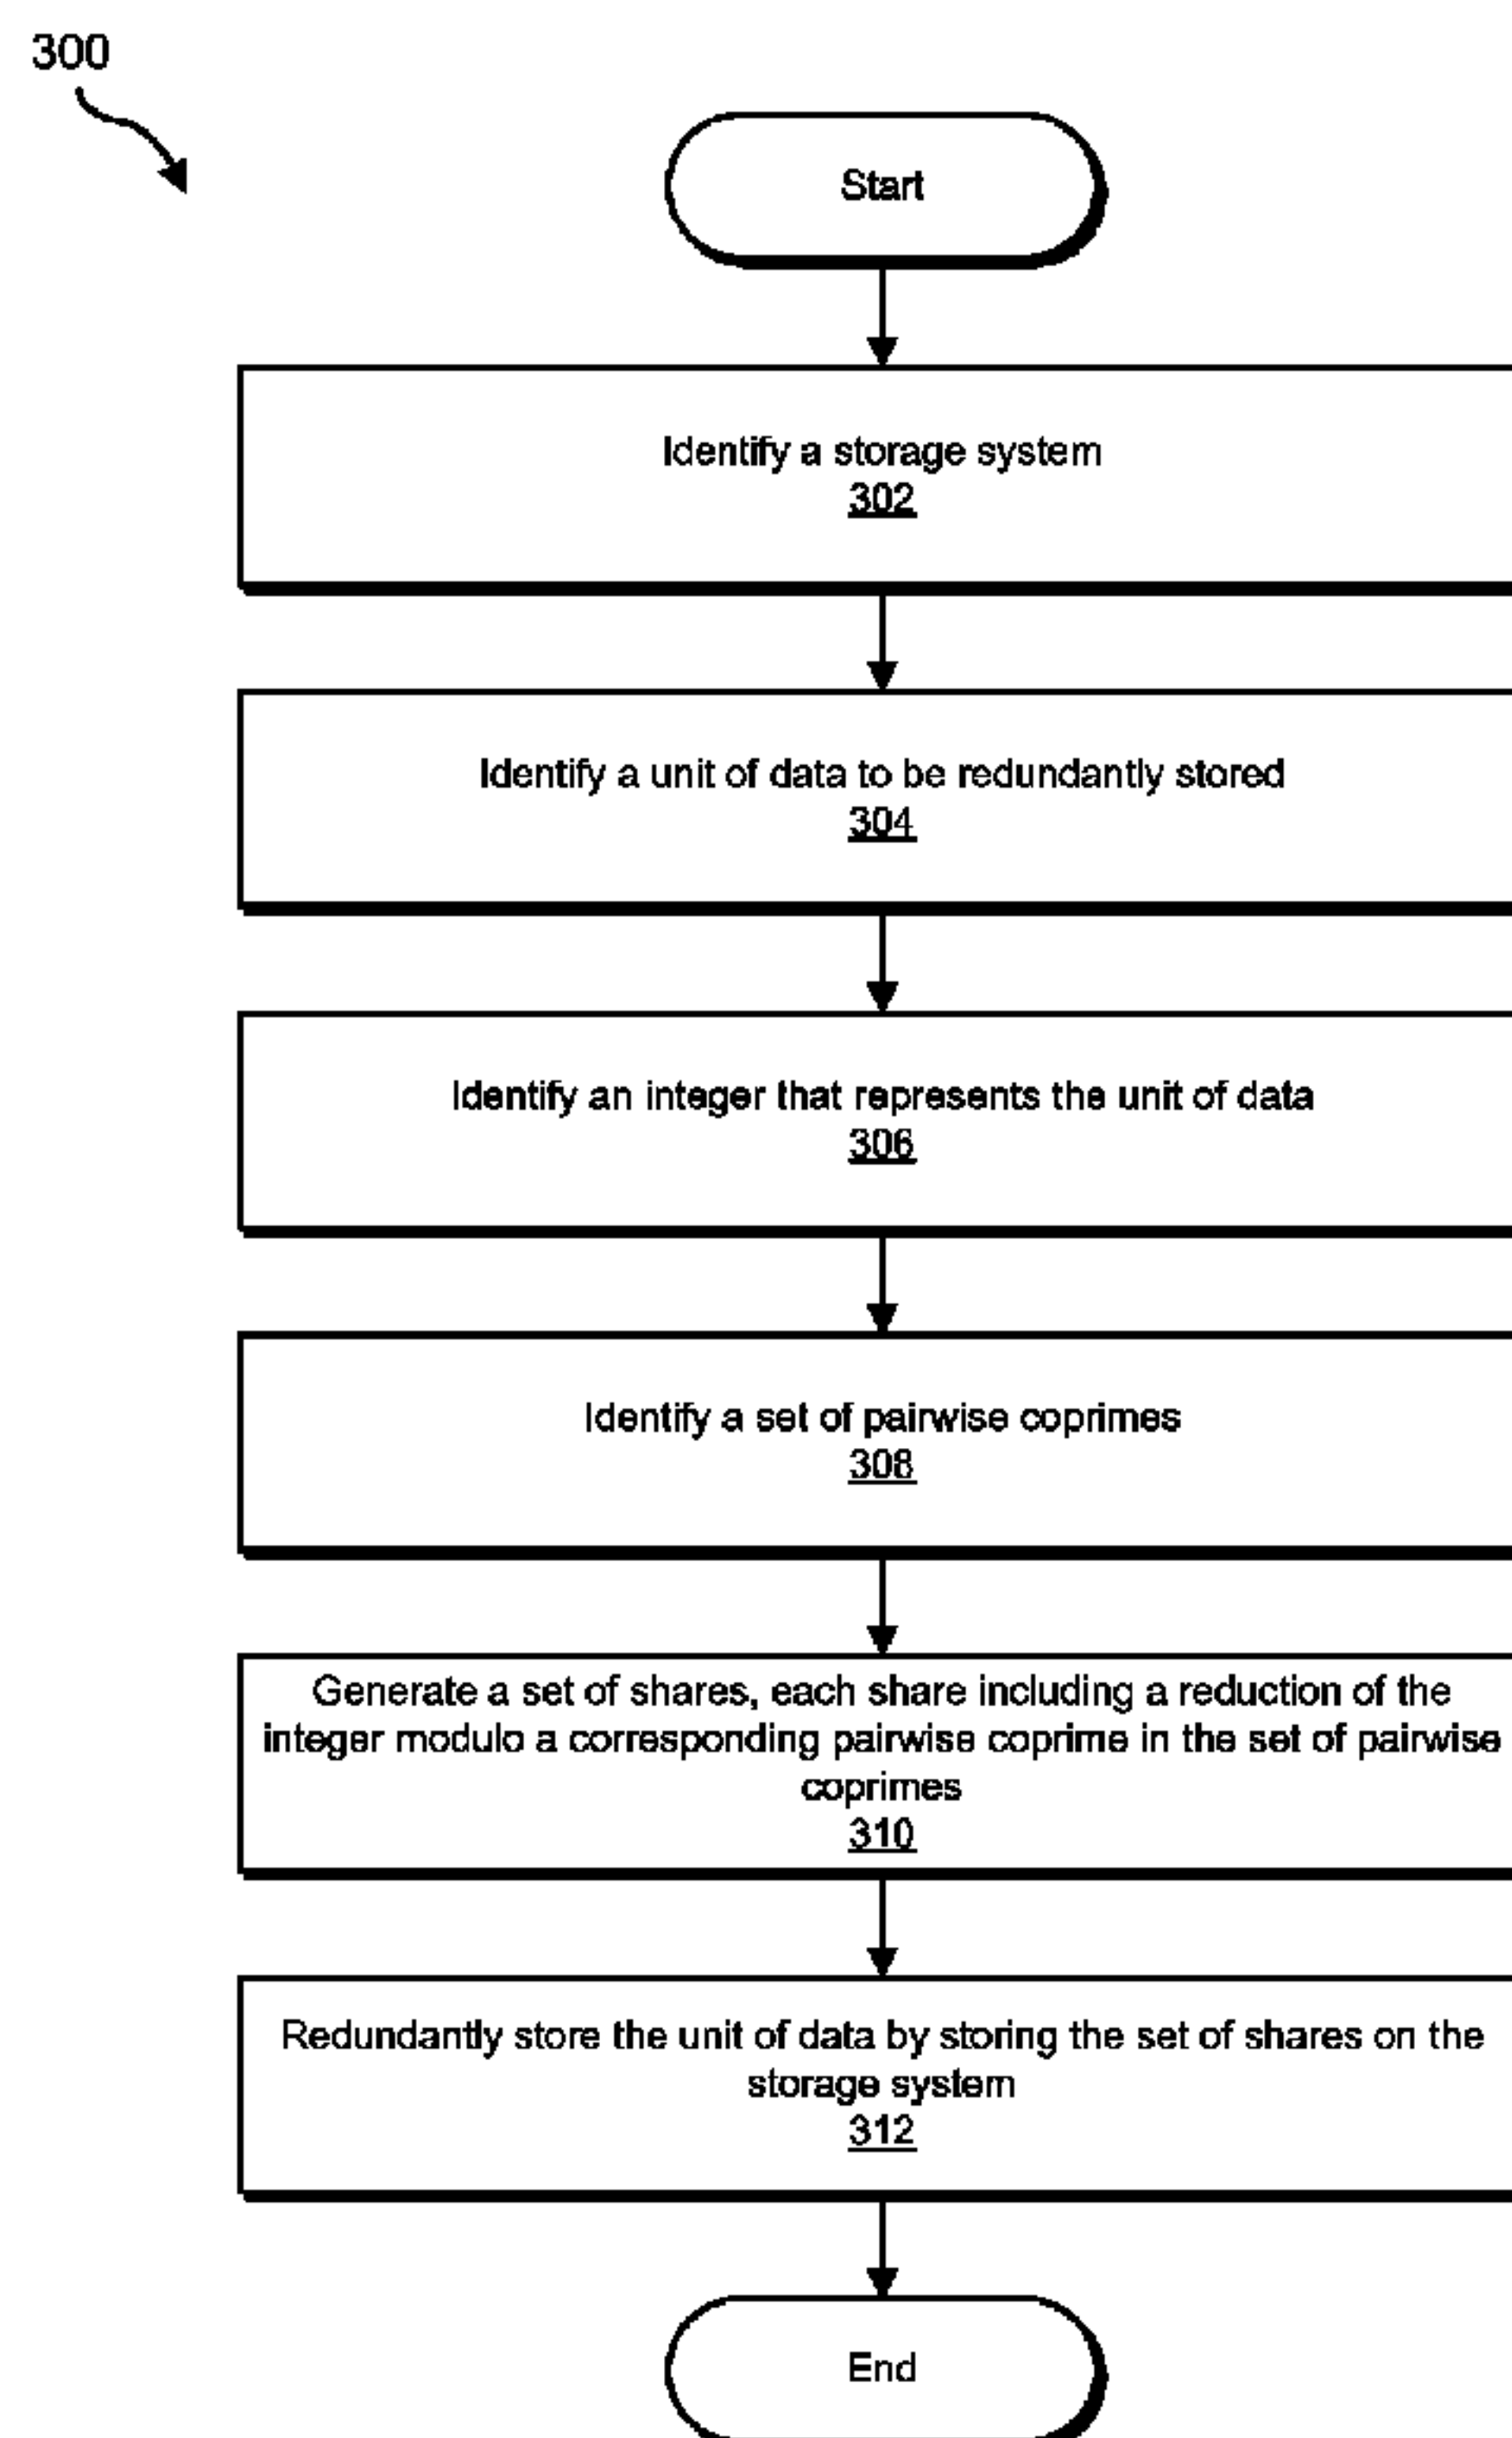 300
Start
Identify a storage system
302
Identify a unit of data to be redundantly stored
304
Identify an integer that represents the unit of data
306
Identify a set of pairwise coprimes
308
Generate a set of shares, each share including a reduction of the
integer modulo a corresponding pairwise coprime in the set of pairwise
coprimes
310
Redundantly store the unit of data by storing the set of shares on the
storage system
312
End